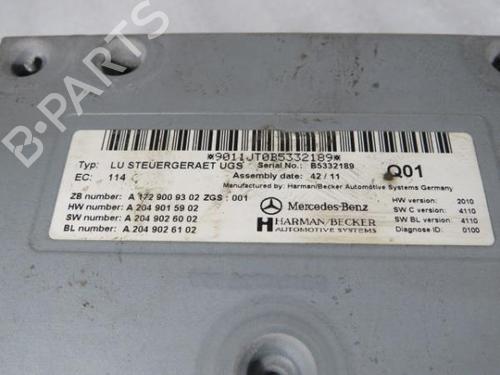 *9011JT0B5332189*
Typ: LU STEUERGERAET UGS Serial No.: B5332189
EC: 114 Assembly date: 42 / 11 Q01
Manufactured by: Harman/Becker Automotive Systems Germany
ZB number: A 172 900 93 02 ZGS : 001
HW number: A 204 901 59 02
SW number: A 204 902 60 02
BL number: A 204 902 61 02
Mercedes-Benz
HARMAN/BECKER
AUTOMOTIVE SYSTEMS
HW version: 2010
SW C version: 4110
SW BL version: 4110
Diagnose ID: 0100
B PARTS